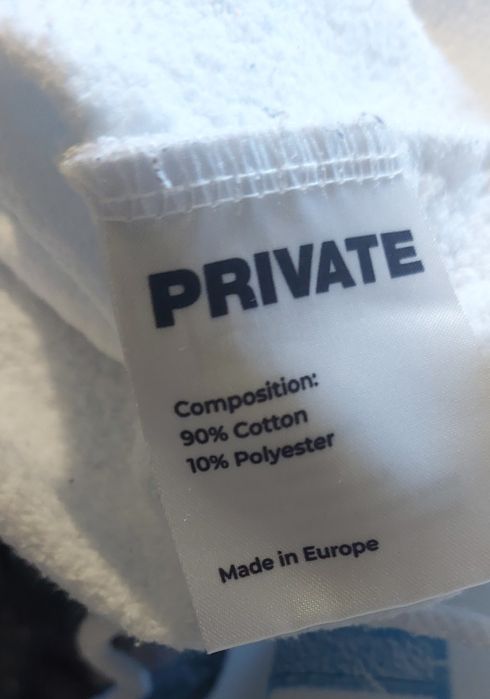 PRIVATE
Composition:
90% Cotton
10% Polyester
Made in Europe